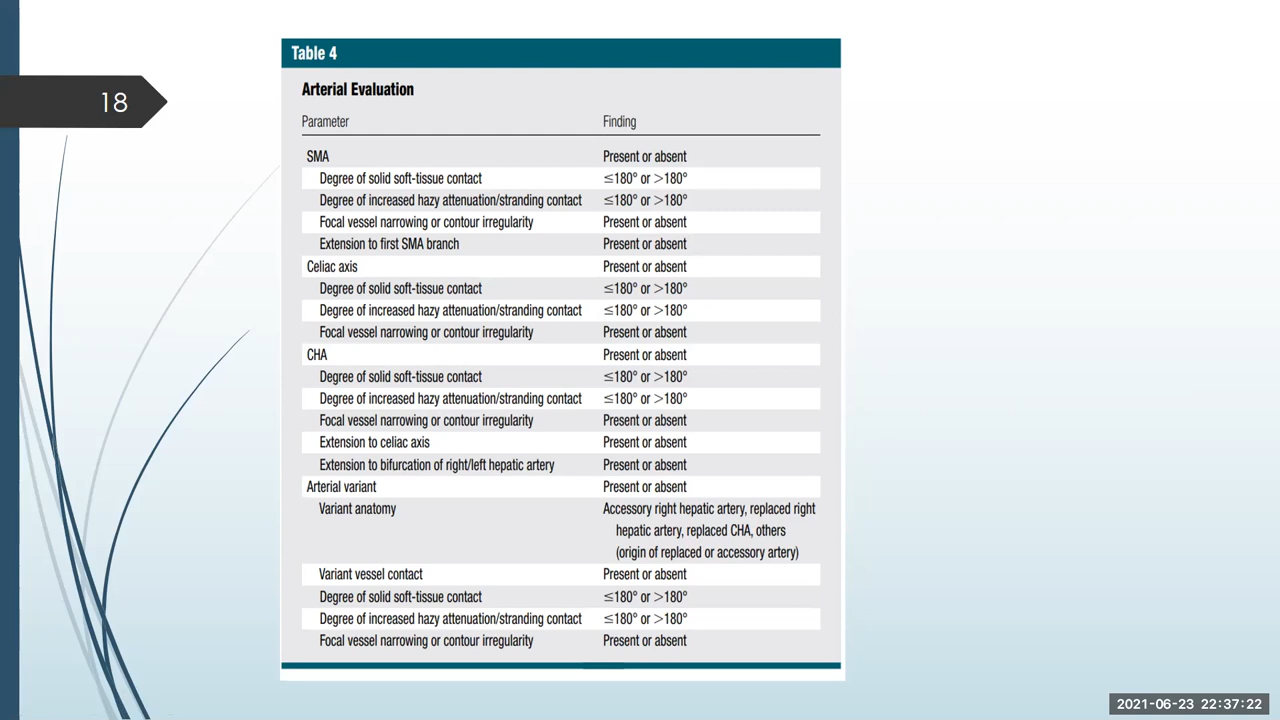 18
Table 4
Arterial Evaluation
Parameter Finding
SMA Present or absent
Degree of solid soft-tissue contact ≤180° or >180°
Degree of increased hazy attenuation/stranding contact ≤180° or >180°
Focal vessel narrowing or contour irregularity Present or absent
Extension to first SMA branch Present or absent
Celiac axis Present or absent
Degree of solid soft-tissue contact ≤180° or >180°
Degree of increased hazy attenuation/stranding contact ≤180° or >180°
Focal vessel narrowing or contour irregularity Present or absent
CHA Present or absent
Degree of solid soft-tissue contact ≤180° or >180°
Degree of increased hazy attenuation/stranding contact ≤180° or >180°
Focal vessel narrowing or contour irregularity Present or absent
Extension to celiac axis Present or absent
Extension to bifurcation of right/left hepatic artery Present or absent
Arterial variant Present or absent
Variant anatomy Accessory right hepatic artery, replaced right
hepatic artery, replaced CHA, others
(origin of replaced or accessory artery)
Variant vessel contact Present or absent
Degree of solid soft-tissue contact ≤180° or >180°
Degree of increased hazy attenuation/stranding contact ≤180° or >180°
Focal vessel narrowing or contour irregularity Present or absent
2021-06-23 22:37:22